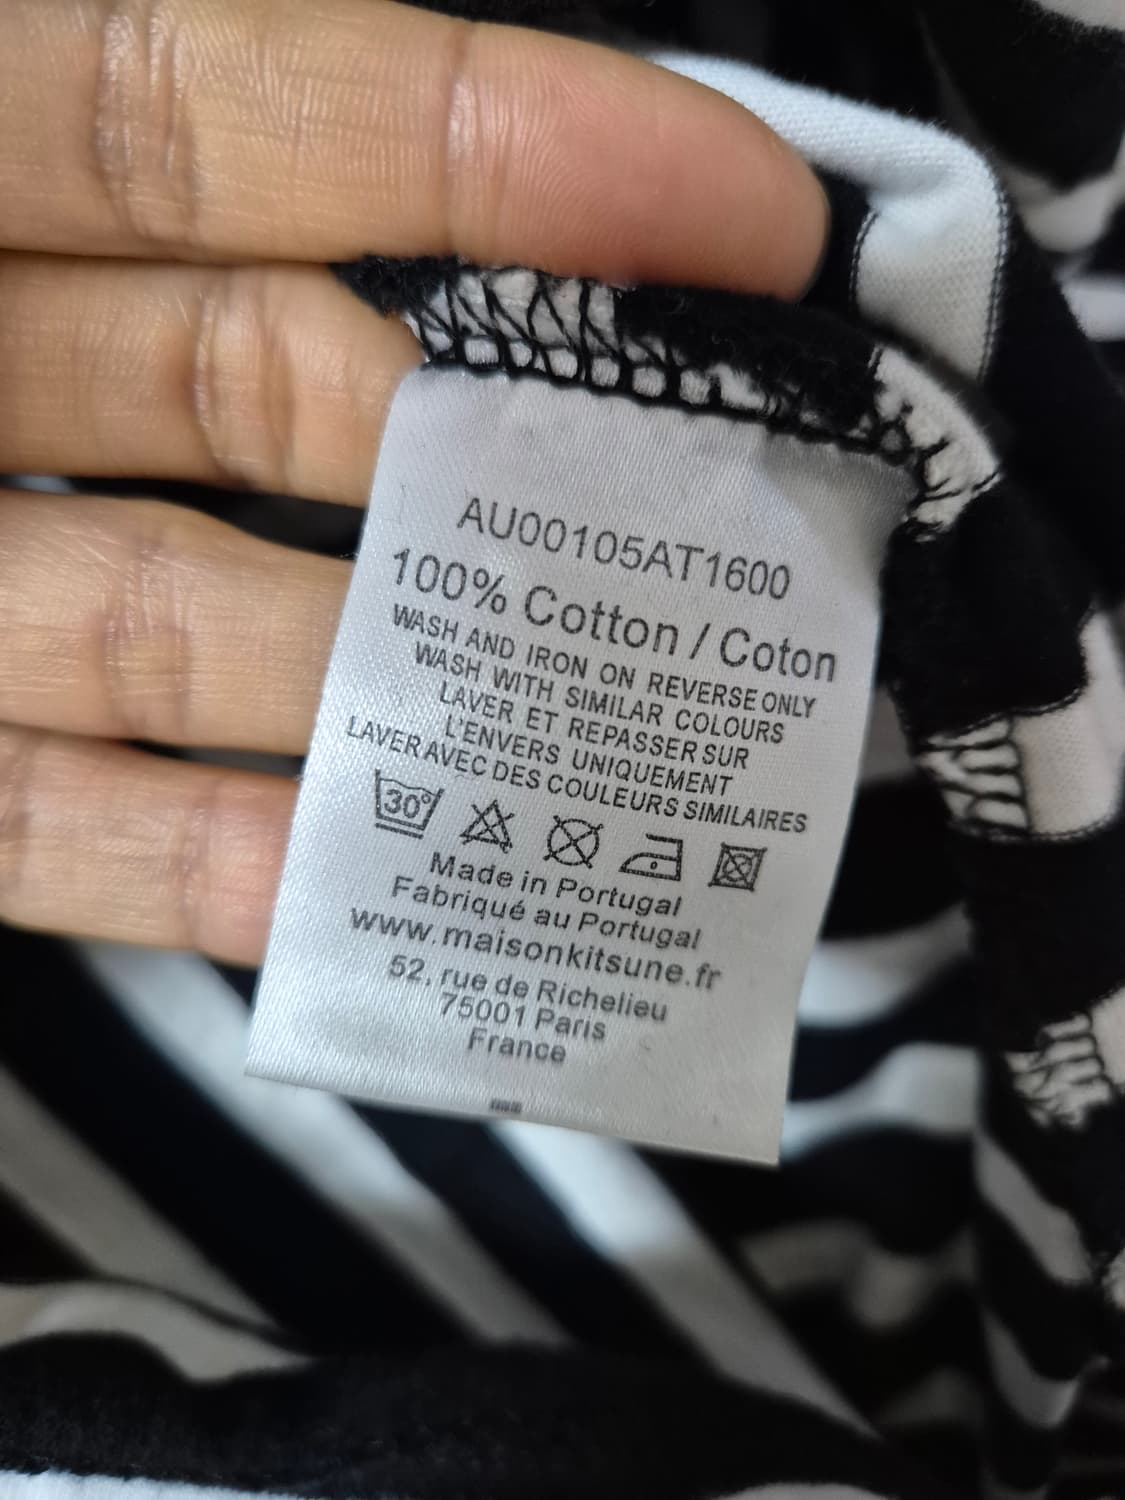 AU00105AT1600
100% Cotton / Coton
WASH AND IRON ON REVERSE ONLY
WASH WITH SIMILAR COLOURS
LAVER ET REPASSER SUR
L'ENVERS UNIQUEMENT
LAVER AVEC DES COULEURS SIMILAIRES
30°
Made in Portugal
Fabriqué au Portugal
www.maisonkitsune.fr
52, rue de Richelieu
75001 Paris
France